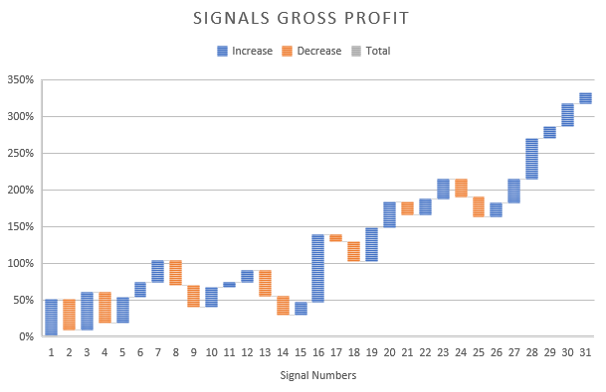 SIGNALS GROSS PROFIT
Increase Decrease Total
350%
300%
250%
200%
150%
100%
50%
0%
1 2 3 4 5 6 7 8 9 10 11 12 13 14 15 16 17 18 19 20 21 22 23 24 25 26 27 28 29 30 31
Signal Numbers